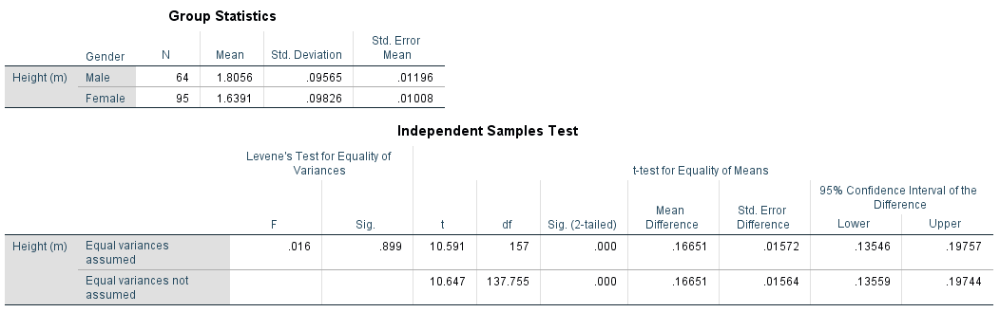 Group Statistics
Gender N Mean Std. Deviation Std. Error Mean
Height (m) Male 64 1.8056 .09565 .01196
Female 95 1.6391 .09826 .01008
Independent Samples Test
Levene's Test for Equality of Variances
t-test for Equality of Means
95% Confidence Interval of the Difference
F Sig. t df Sig. (2-tailed) Mean Difference Std. Error Difference Lower Upper
Height (m) Equal variances assumed .016 .899 10.591 157 .000 .16651 .01572 .13546 .19757
Equal variances not assumed 10.647 137.755 .000 .16651 .01564 .13559 .19744